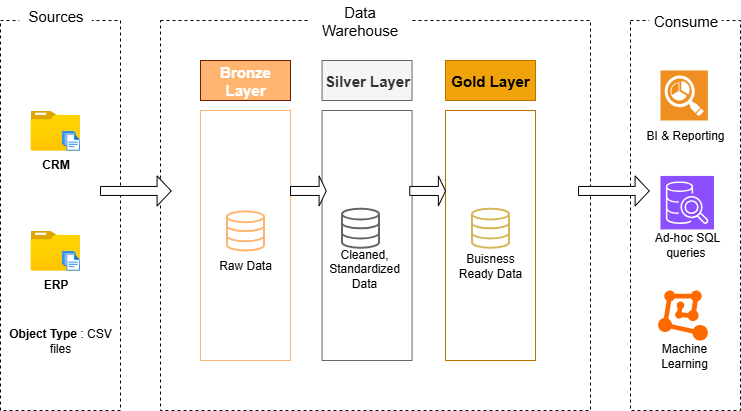 Sources
Data
Warehouse
Consume
Bronze
Layer
Silver Layer
Gold Layer
CRM
ERP
Object Type : CSV
files
Raw Data
Cleaned,
Standardized
Data
Buisness
Ready Data
BI & Reporting
Ad-hoc SQL
queries
Machine
Learning